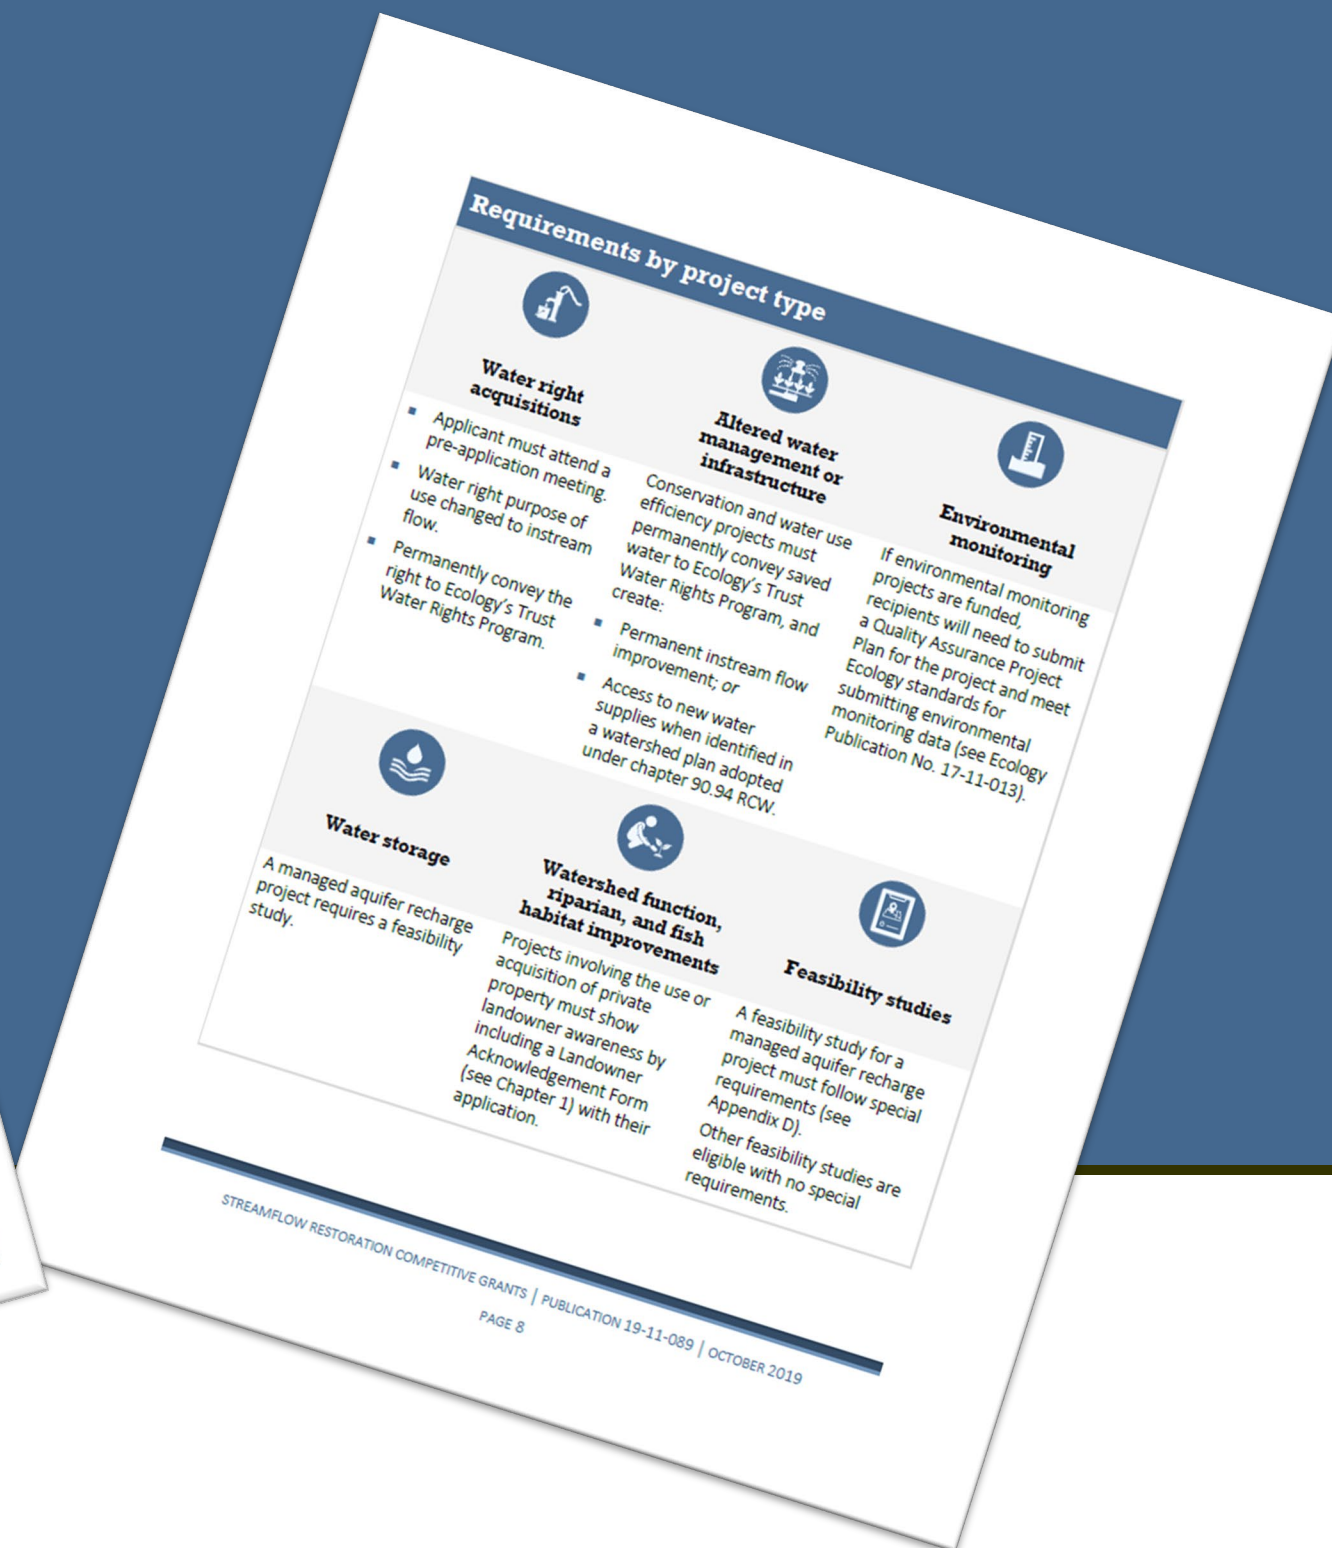 Requirements by project type
Water right
acquisitions
▪ Applicant must attend a
pre-application meeting.
▪ Water right purpose of
use changed to instream
flow.
▪ Permanently convey the
right to Ecology's Trust
Water Rights Program.
Altered water
management or
infrastructure
Conservation and water use
efficiency projects must
permanently convey saved
water to Ecology's Trust
Water Rights Program, and
create:
▪ Permanent instream flow
improvement; or
▪ Access to new water
supplies when identified in
a watershed plan adopted
under chapter 90.94 RCW.
Environmental
monitoring
If environmental monitoring
projects are funded,
recipients will need to submit
a Quality Assurance Project
Plan for the project and meet
Ecology standards for
submitting environmental
monitoring data (see Ecology
Publication No. 17-11-013).
Water storage
A managed aquifer recharge
project requires a feasibility
study.
Watershed function,
riparian, and fish
habitat improvements
Projects involving the use or
acquisition of private
property must show
landowner awareness by
including a Landowner
Acknowledgement Form
(see Chapter 1) with their
application.
Feasibility studies
A feasibility study for a
managed aquifer recharge
project must follow special
requirements (see
Appendix D).
Other feasibility studies are
eligible with no special
requirements.
STREAMFLOW RESTORATION COMPETITIVE GRANTS | PUBLICATION 19-11-089 | OCTOBER 2019
PAGE 8